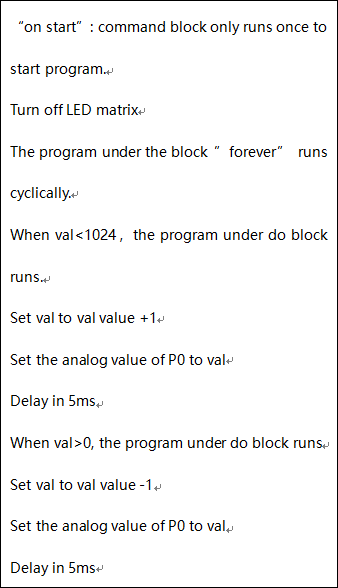 “on start”: command block only runs once to
start program.↵
Turn off LED matrix↵
The program under the block ”forever” runs
cyclically.↵
When val<1024，the program under do block
runs.↵
Set val to val value +1↵
Set the analog value of P0 to val↵
Delay in 5ms↵
When val>0, the program under do block runs↵
Set val to val value -1↵
Set the analog value of P0 to val↵
Delay in 5ms↵